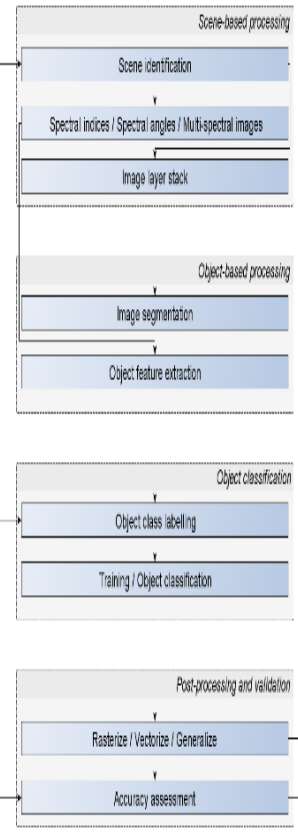 Scene-based processing
Scene identification
Spectral indices / Spectral angles / Multi-spectral images
Image layer stack
Object-based processing
Image segmentation
Object feature extraction
Object classification
Object class labelling
Training / Object classification
Post-processing and validation
Rasterize / Vectorize / Generalize
Accuracy assessment